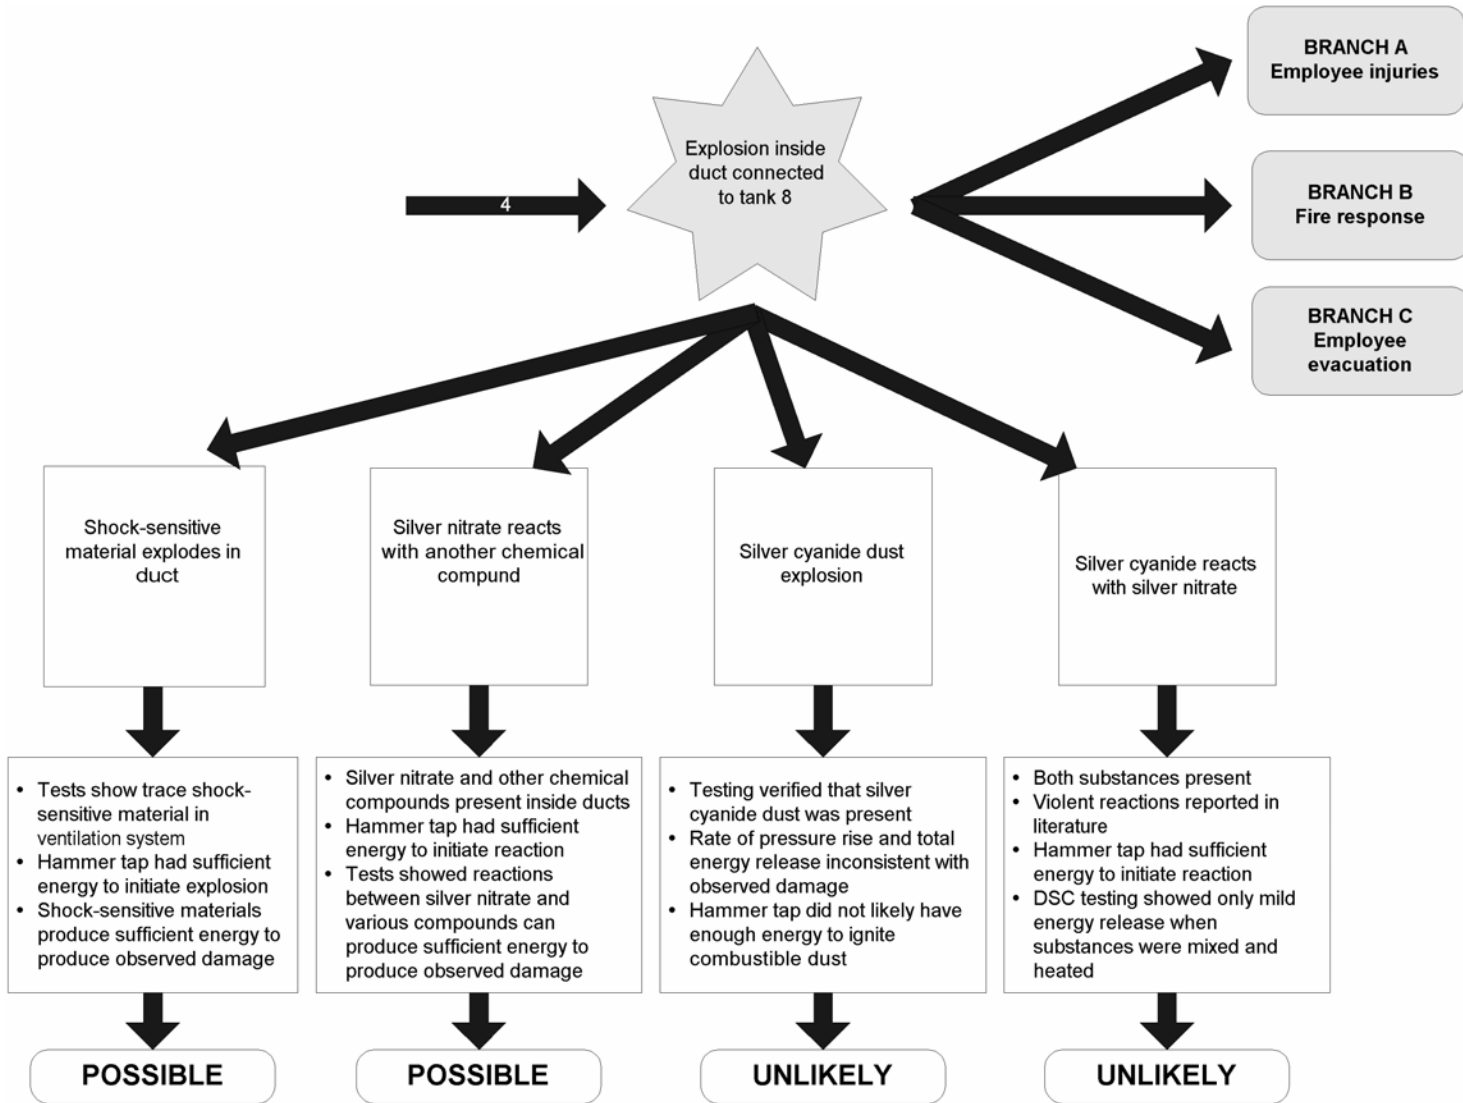 BRANCH A
Employee injuries
Explosion inside
duct connected
to tank 8
4
BRANCH B
Fire response
BRANCH C
Employee
evacuation
Shock-sensitive
material explodes in
duct
Silver nitrate reacts
with another chemical
compund
Silver cyanide dust
explosion
Silver cyanide reacts
with silver nitrate
• Tests show trace shock-
sensitive material in
ventilation system
• Hammer tap had sufficient
energy to initiate explosion
• Shock-sensitive materials
produce sufficient energy to
produce observed damage
• Silver nitrate and other chemical
compounds present inside ducts
• Hammer tap had sufficient
energy to initiate reaction
• Tests showed reactions
between silver nitrate and
various compounds can
produce sufficient energy to
produce observed damage
• Testing verified that silver
cyanide dust was present
• Rate of pressure rise and total
energy release inconsistent with
observed damage
• Hammer tap did not likely have
enough energy to ignite
combustible dust
• Both substances present
• Violent reactions reported in
literature
• Hammer tap had sufficient
energy to initiate reaction
• DSC testing showed only mild
energy release when
substances were mixed and
heated
POSSIBLE
POSSIBLE
UNLIKELY
UNLIKELY